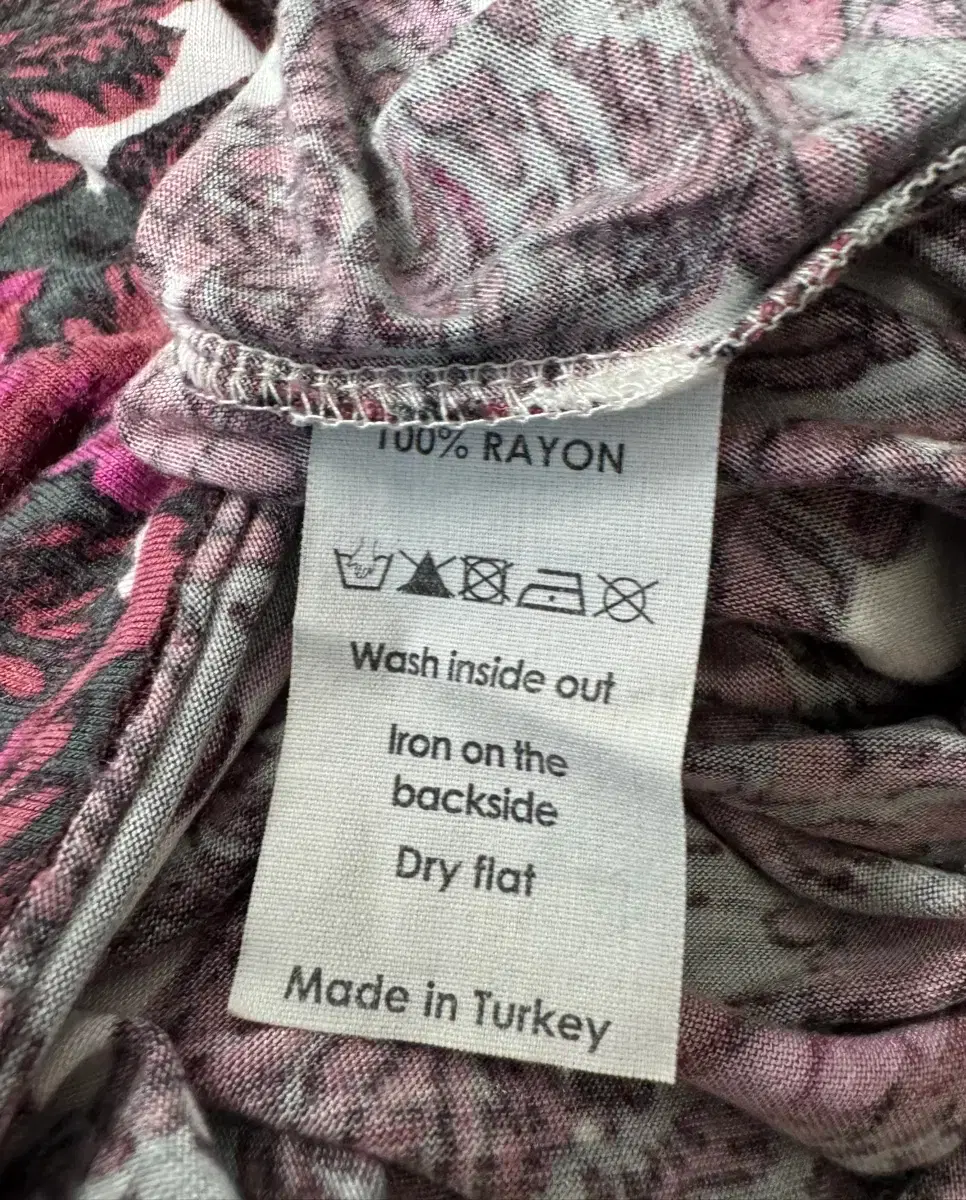 100% RAYON
Wash inside out
Iron on the
backside
Dry flat
Made in Turkey